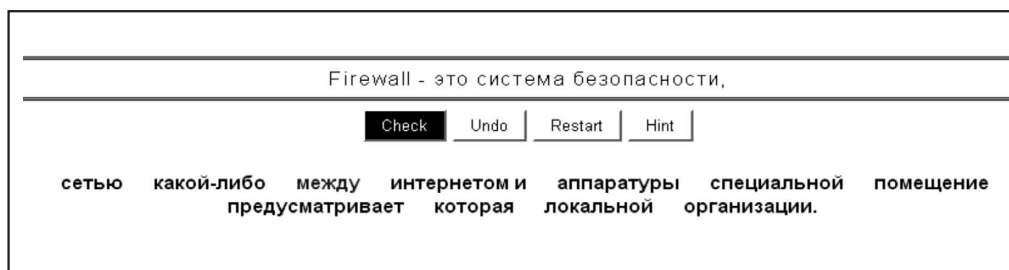 Firewall - это система безопасности,
Check Undo Restart Hint
сетью какой-либо между интернетом и аппаратуры специальной помещение
предусматривает которая локальной организации.